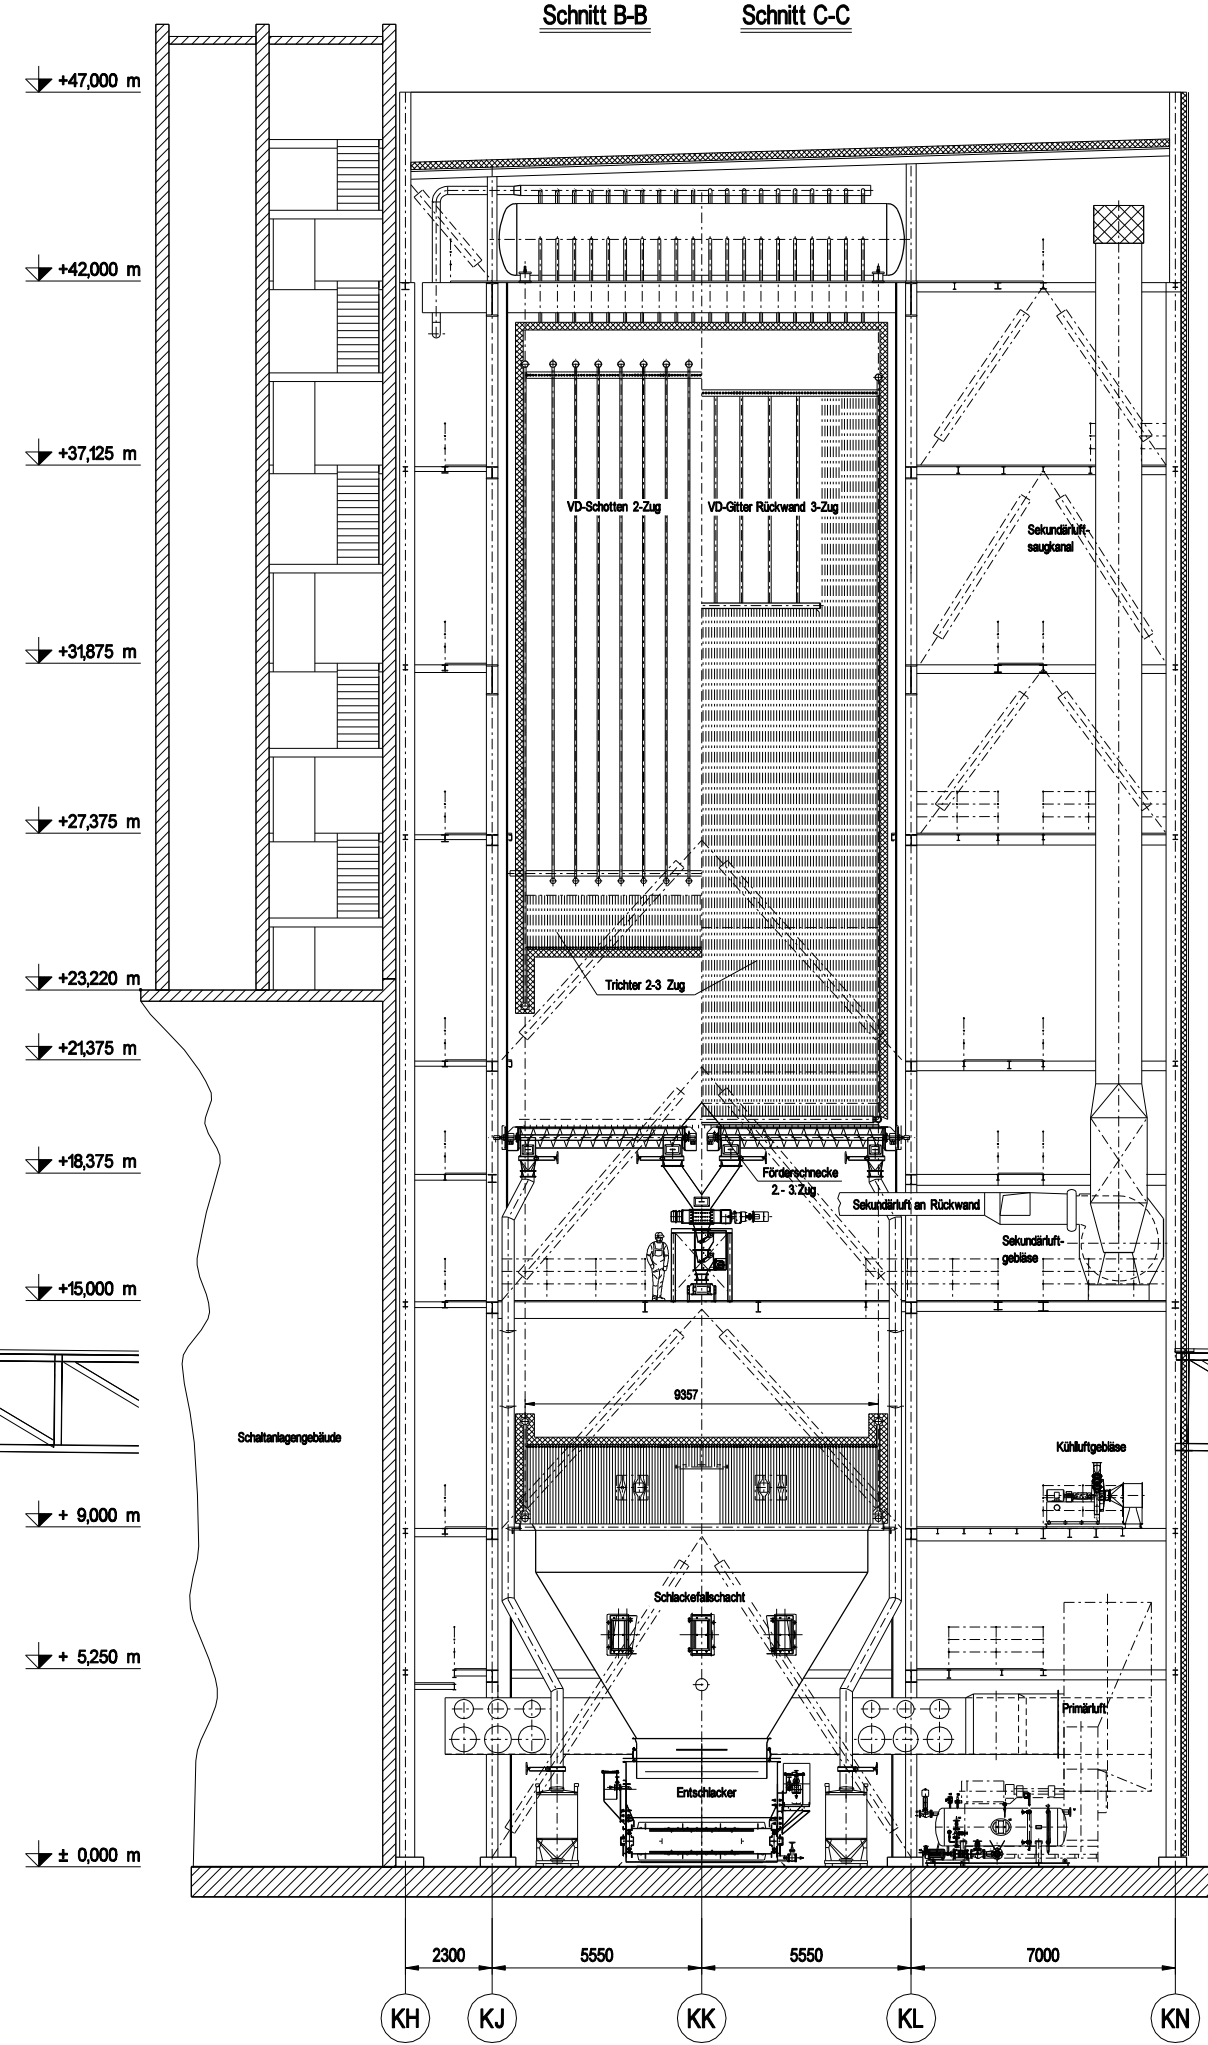 Schnitt B-B
Schnitt C-C
+47,000 m
+42,000 m
+37,125 m
VD-Schotten 2-Zug
VD-Gitter Rückwand 3-Zug
Sekundärluft-
saugkanal
+31,875 m
+27,375 m
+23,220 m
Trichter 2-3 Zug
+21,375 m
+18,375 m
Förderschnecke
2.- 3.Zug
Sekundärluft an Rückwand
Sekundärluft-
gebläse
+15,000 m
9357
Schaltanlagengebäude
Kühlluftgebläse
+ 9,000 m
Schlackefallschacht
+ 5,250 m
Primärluft
Entschlacker
± 0,000 m
2300
5550
5550
7000
KH
KJ
KK
KL
KN